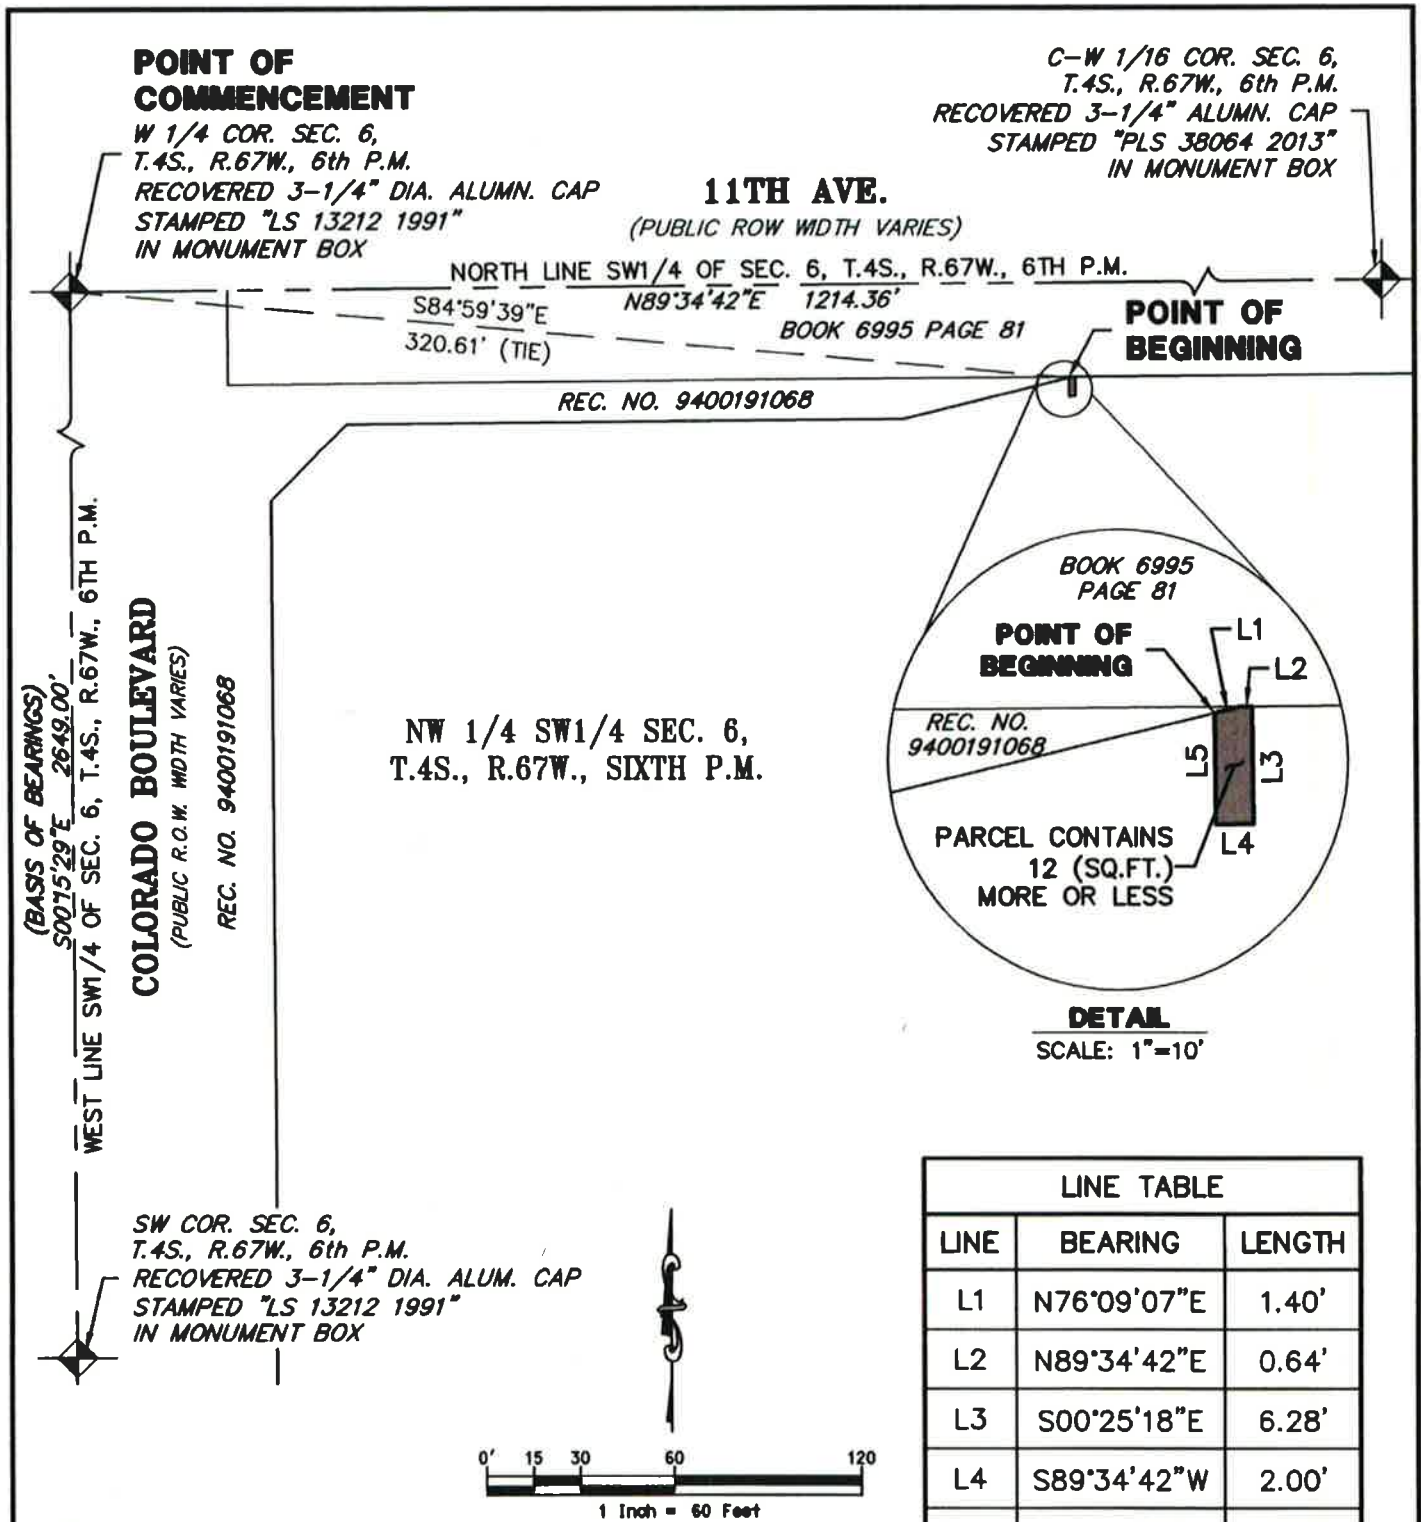 POINT OF
COMMENCEMENT
W 1/4 COR. SEC. 6,
T.4S., R.67W., 6th P.M.
RECOVERED 3-1/4" DIA. ALUMN. CAP
STAMPED "LS 13212 1991"
IN MONUMENT BOX
C-W 1/16 COR. SEC. 6,
T.4S., R.67W., 6th P.M.
RECOVERED 3-1/4" ALUMN. CAP
STAMPED "PLS 38064 2013"
IN MONUMENT BOX
11TH AVE.
(PUBLIC ROW WIDTH VARIES)
NORTH LINE SW1/4 OF SEC. 6, T.4S., R.67W., 6TH P.M.
N89°34'42"E 1214.36'
S84°59'39"E
320.61' (TIE)
BOOK 6995 PAGE 81
POINT OF
BEGINNING
REC. NO. 9400191068
(BASIS OF BEARINGS)
S00°15'29"E 2649.00'
WEST LINE SW1/4 OF SEC. 6, T.4S., R.67W., 6TH P.M.
COLORADO BOULEVARD
(PUBLIC R.O.W. WIDTH VARIES)
REC. NO. 9400191068
NW 1/4 SW1/4 SEC. 6,
T.4S., R.67W., SIXTH P.M.
BOOK 6995
PAGE 81
POINT OF
BEGINNING
L1
L2
REC. NO.
9400191068
L5
L3
L4
PARCEL CONTAINS
12 (SQ.FT.)
MORE OR LESS
DETAIL
SCALE: 1"=10'
SW COR. SEC. 6,
T.4S., R.67W., 6th P.M.
RECOVERED 3-1/4" DIA. ALUM. CAP
STAMPED "LS 13212 1991"
IN MONUMENT BOX
0' 15 30 60 120
1 Inch = 60 Feet
LINE TABLE
LINE BEARING LENGTH
L1 N76°09'07"E 1.40'
L2 N89°34'42"E 0.64'
L3 S00°25'18"E 6.28'
L4 S89°34'42"W 2.00'